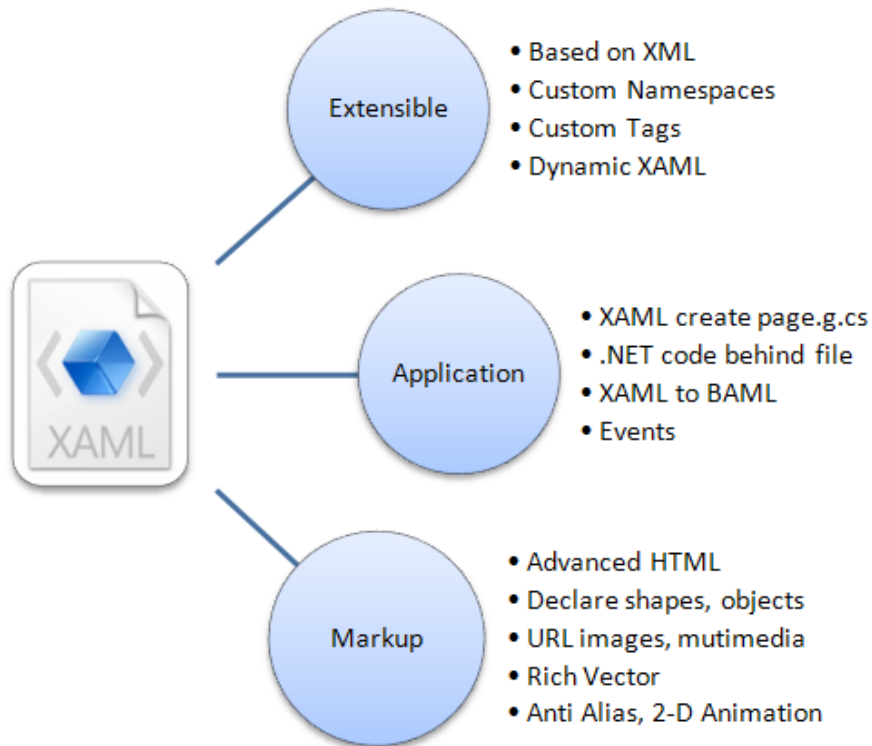 Extensible
• Based on XML
• Custom Namespaces
• Custom Tags
• Dynamic XAML
XAML
Application
• XAML create page.g.cs
• .NET code behind file
• XAML to BAML
• Events
Markup
• Advanced HTML
• Declare shapes, objects
• URL images, mutimedia
• Rich Vector
• Anti Alias, 2-D Animation